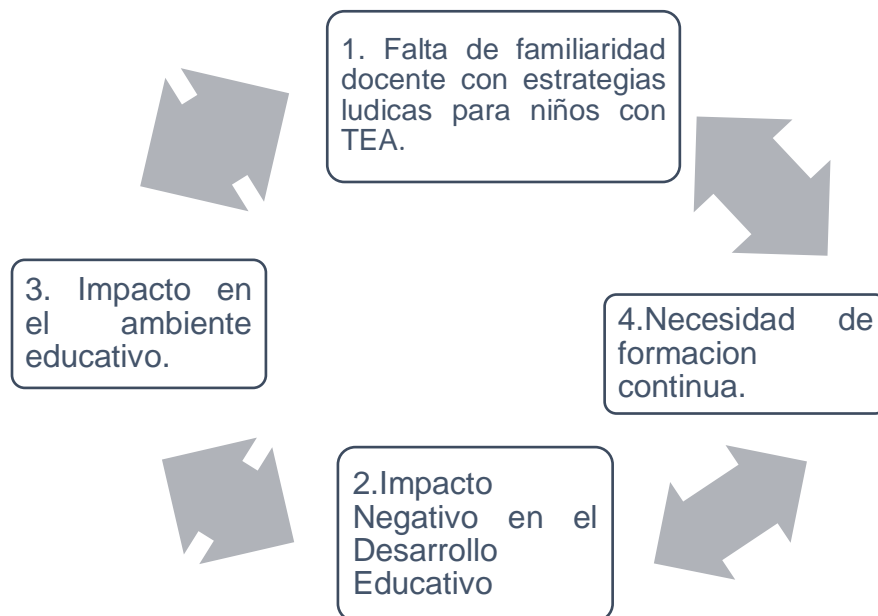 1. Falta de familiaridad
docente con estrategias
ludicas para niños con
TEA.
3. Impacto en
el ambiente
educativo.
4.Necesidad de
formacion
continua.
2.Impacto
Negativo en el
Desarrollo
Educativo